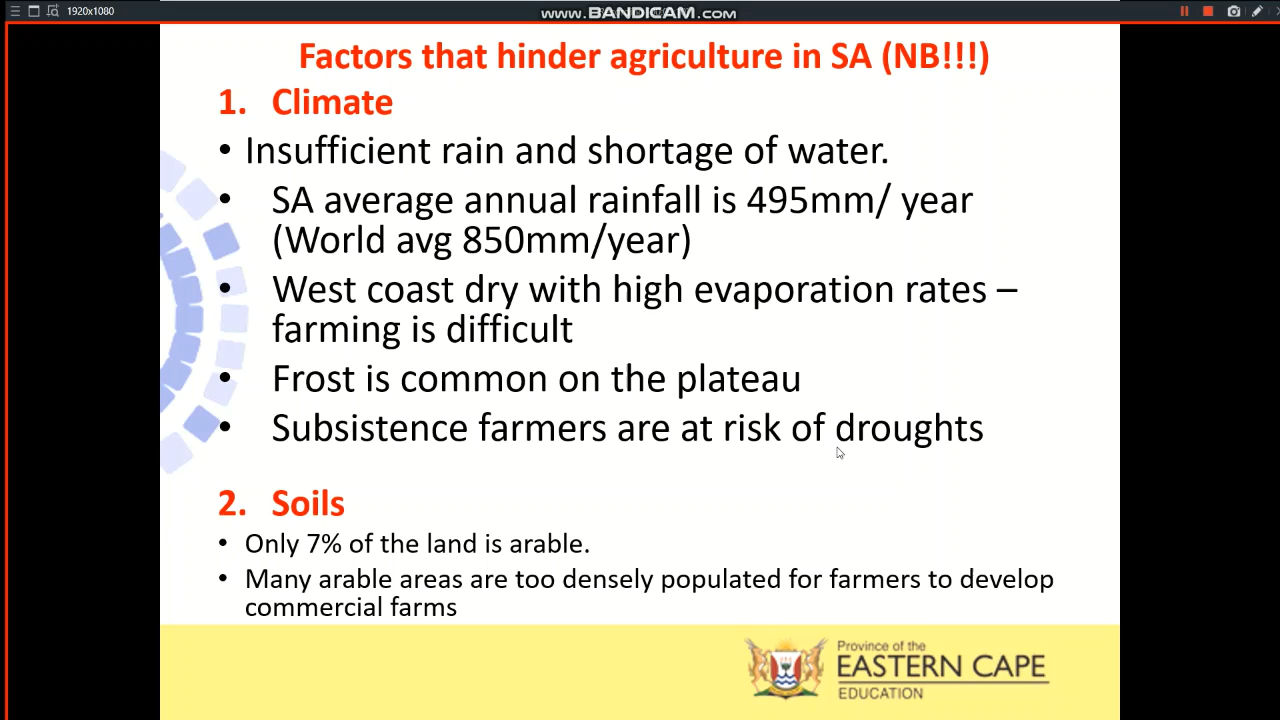 1920x1080
www.BANDICAM.com
Factors that hinder agriculture in SA (NB!!!)
1. Climate
• Insufficient rain and shortage of water.
• SA average annual rainfall is 495mm/ year
(World avg 850mm/year)
• West coast dry with high evaporation rates –
farming is difficult
• Frost is common on the plateau
• Subsistence farmers are at risk of droughts
2. Soils
• Only 7% of the land is arable.
• Many arable areas are too densely populated for farmers to develop
commercial farms
Province of the
EASTERN CAPE
EDUCATION